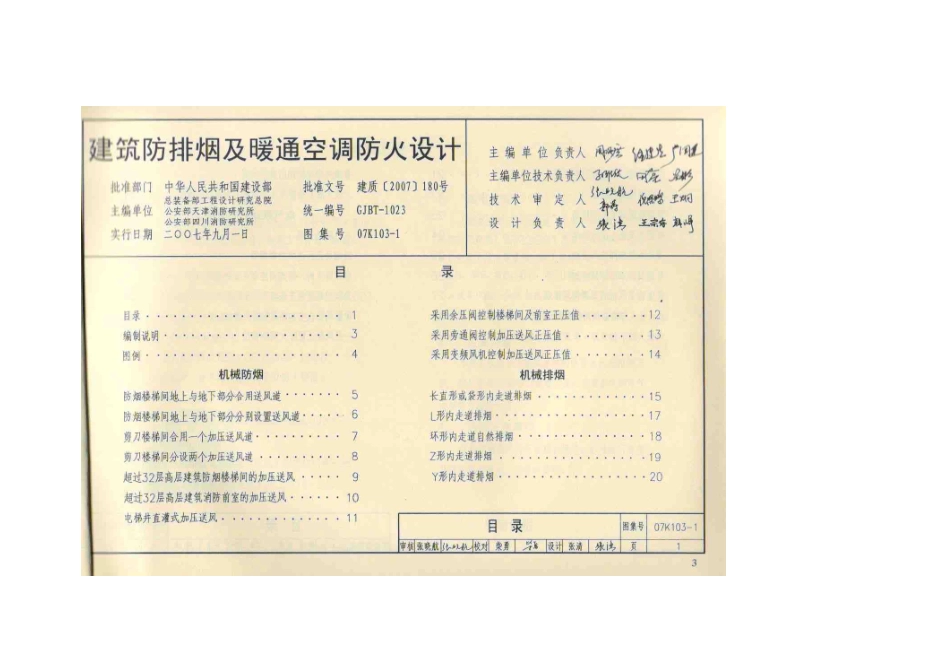 建筑防排烟及暖通空调防火设计
批准部门 中华人民共和国建设部 批准文号 建质〔2007〕180号
主编单位 总装备部工程设计研究总院
公安部天津消防研究所
公安部四川消防研究所
统一编号 GJBT-1023
实行日期 二〇〇七年九月一日 图集号 07K103-1
主编单位负责人
主编单位技术负责人
技术审定人
设计负责人
目 录
目录 1
编制说明 3
图例 4
机械防烟
防烟楼梯间地上与地下部分合用送风道 5
防烟楼梯间地上与地下部分分别设置送风道 6
剪刀楼梯间合用一个加压送风道 7
剪刀楼梯间分设两个加压送风道 8
超过32层高层建筑防烟楼梯间的加压送风 9
超过32层高层建筑消防前室的加压送风 10
电梯井直灌式加压送风 11
采用余压阀控制楼梯间及前室正压值 12
采用旁通阀控制加压送风正压值 13
采用变频风机控制加压送风正压值 14
机械排烟
长直形或袋形内走道排烟 15
L形内走道排烟 17
环形内走道自然排烟 18
Z形内走道排烟 19
Y形内走道排烟 20
目 录 图集号 07K103-1
审核 张晓航 校对 设计 张清 页 1
3